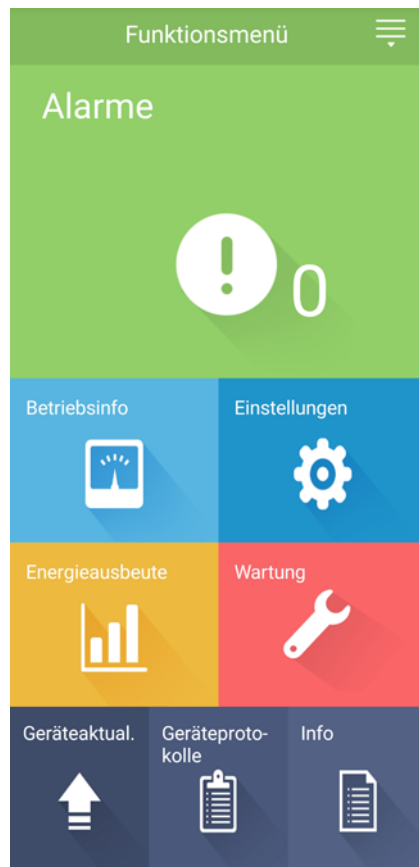 Funktionsmenü
Alarme
0
Betriebsinfo
Einstellungen
Energieausbeute
Wartung
Geräteaktual.
Geräteproto-
kolle
Info